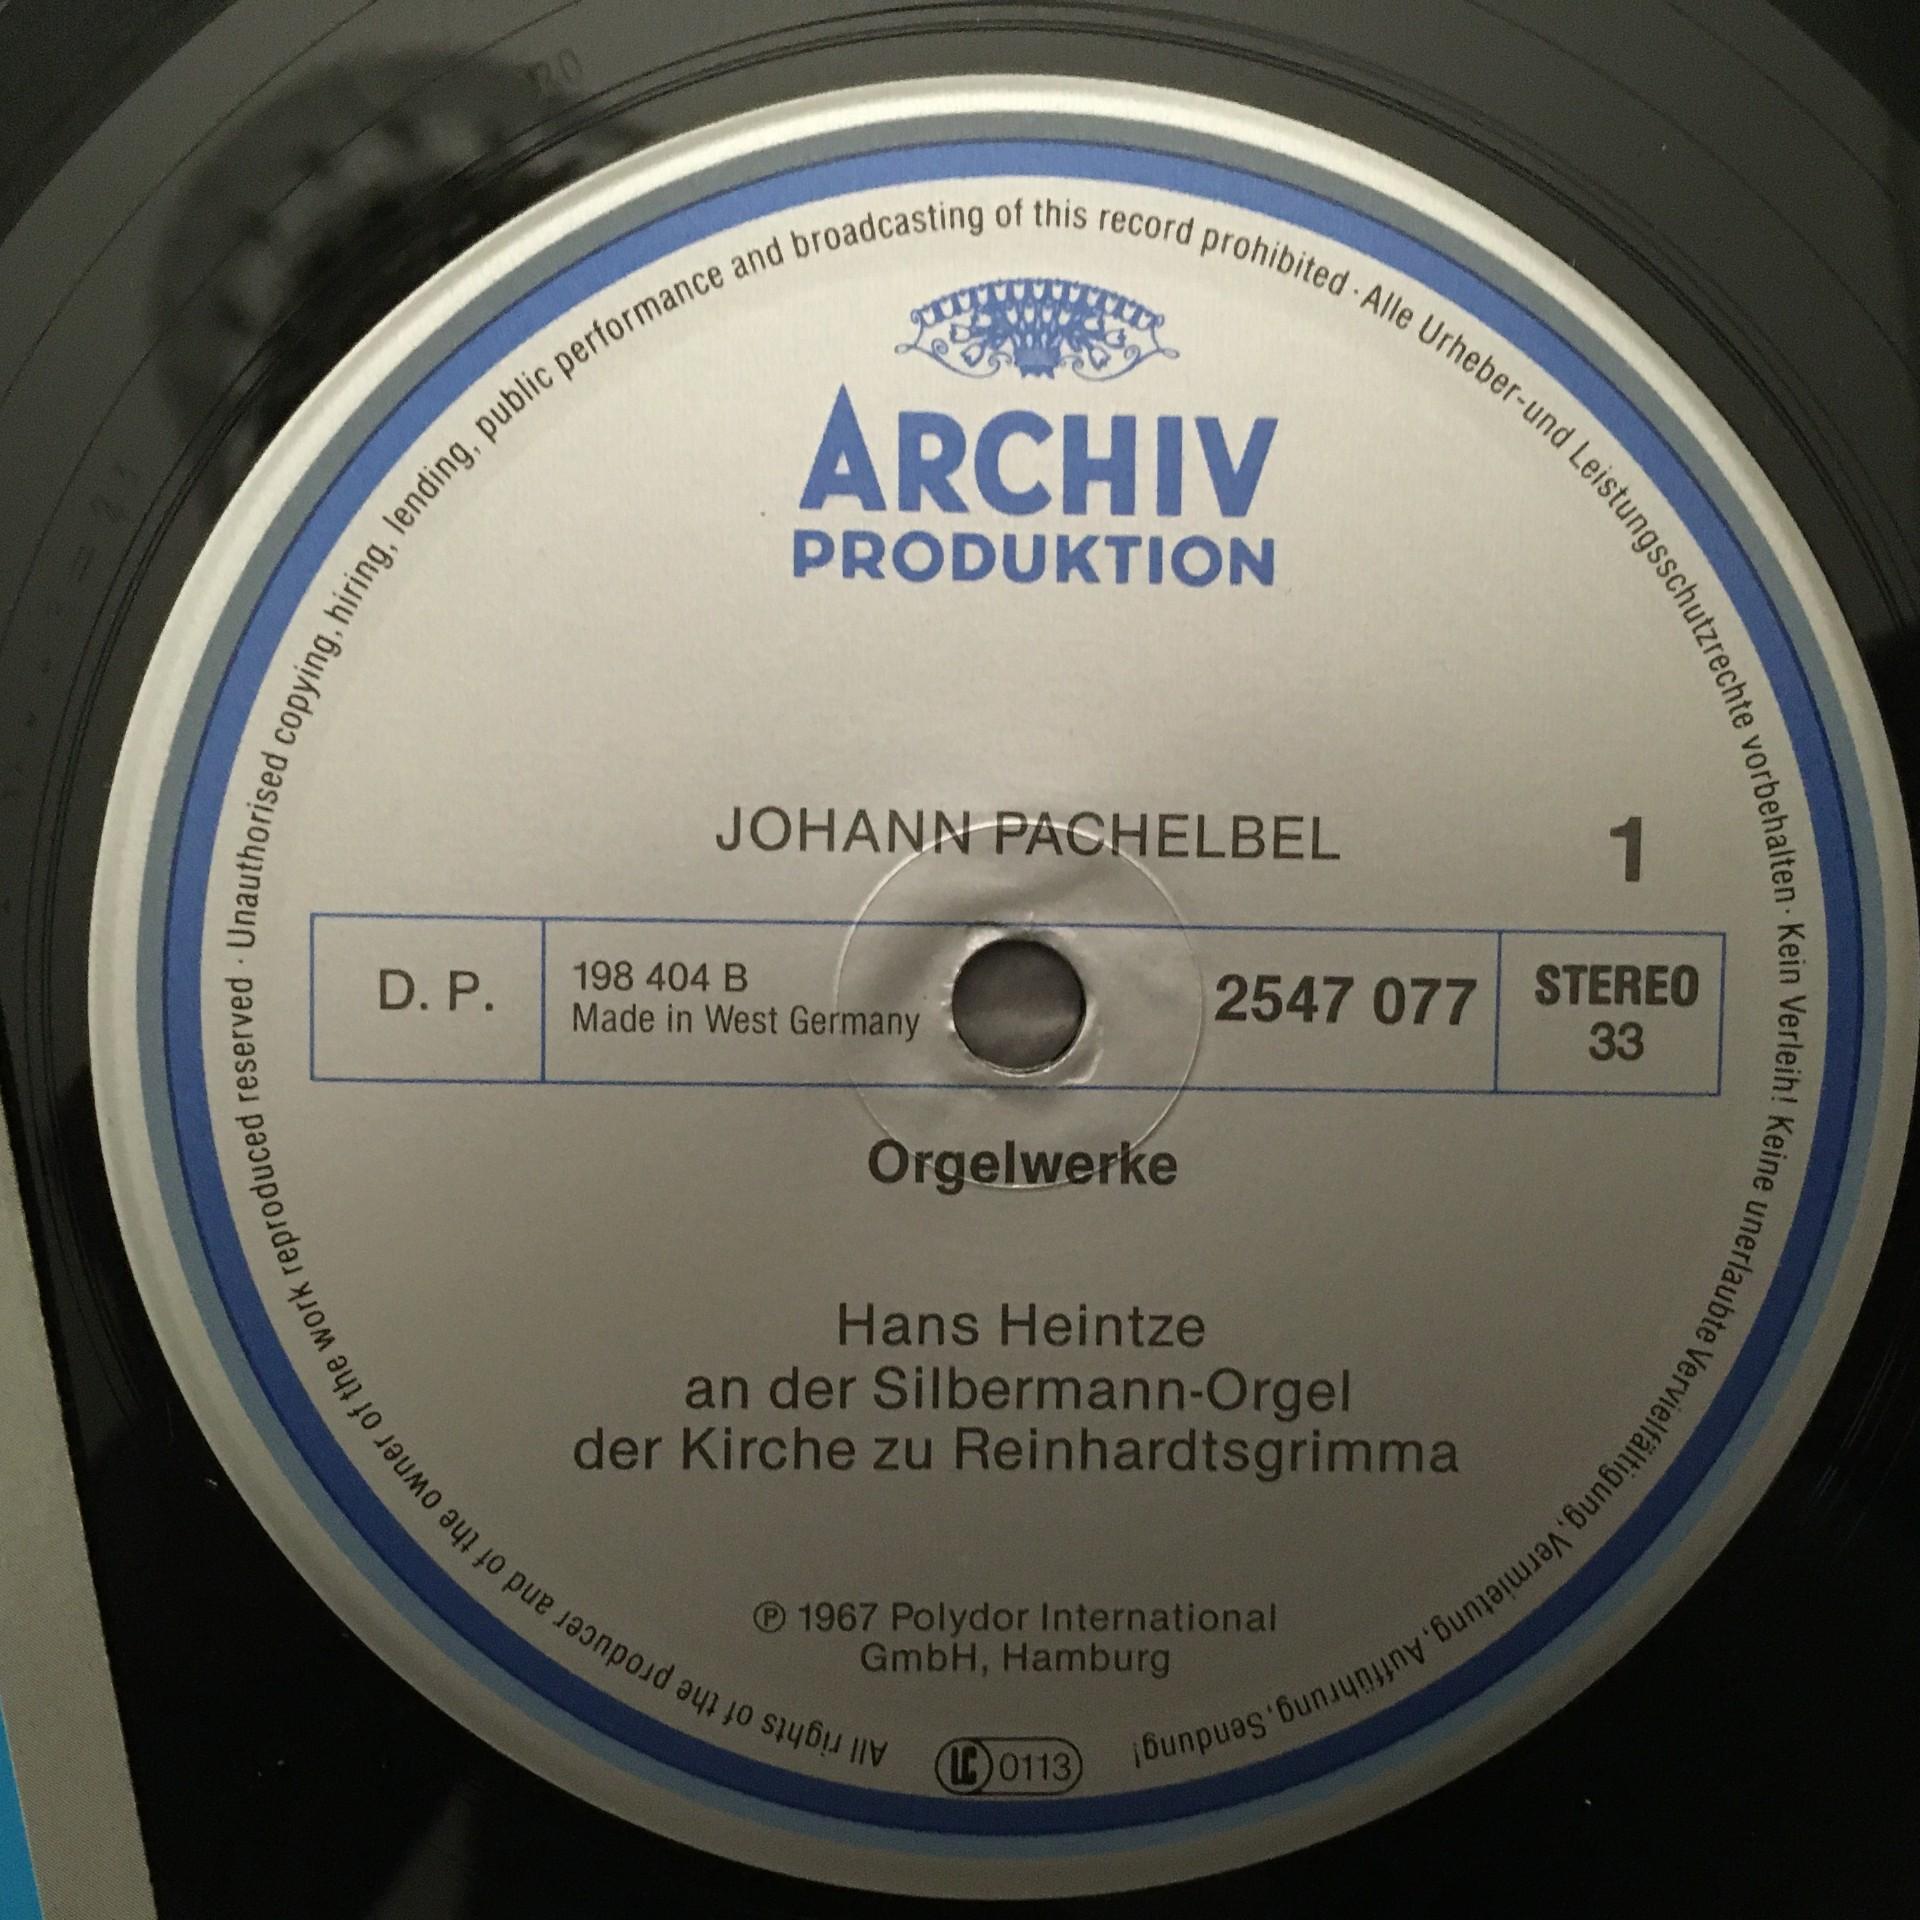 ARCHIV
PRODUKTION
JOHANN PACHELBEL
1
D. P.
198 404 B
Made in West Germany
2547 077
STEREO
33
Orgelwerke
Hans Heintze
an der Silbermann-Orgel
der Kirche zu Reinhardtsgrimma
℗ 1967 Polydor International
GmbH, Hamburg
LC 0113
All rights of the producer and of the owner of the work reproduced reserved · Unauthorised copying, hiring, lending, public performance and broadcasting of this record prohibited · Alle Urheber-und Leistungsschutzrechte vorbehalten · Kein Verleih! Keine unerlaubte Vervielfältigung, Vermietung, Aufführung, Sendung!